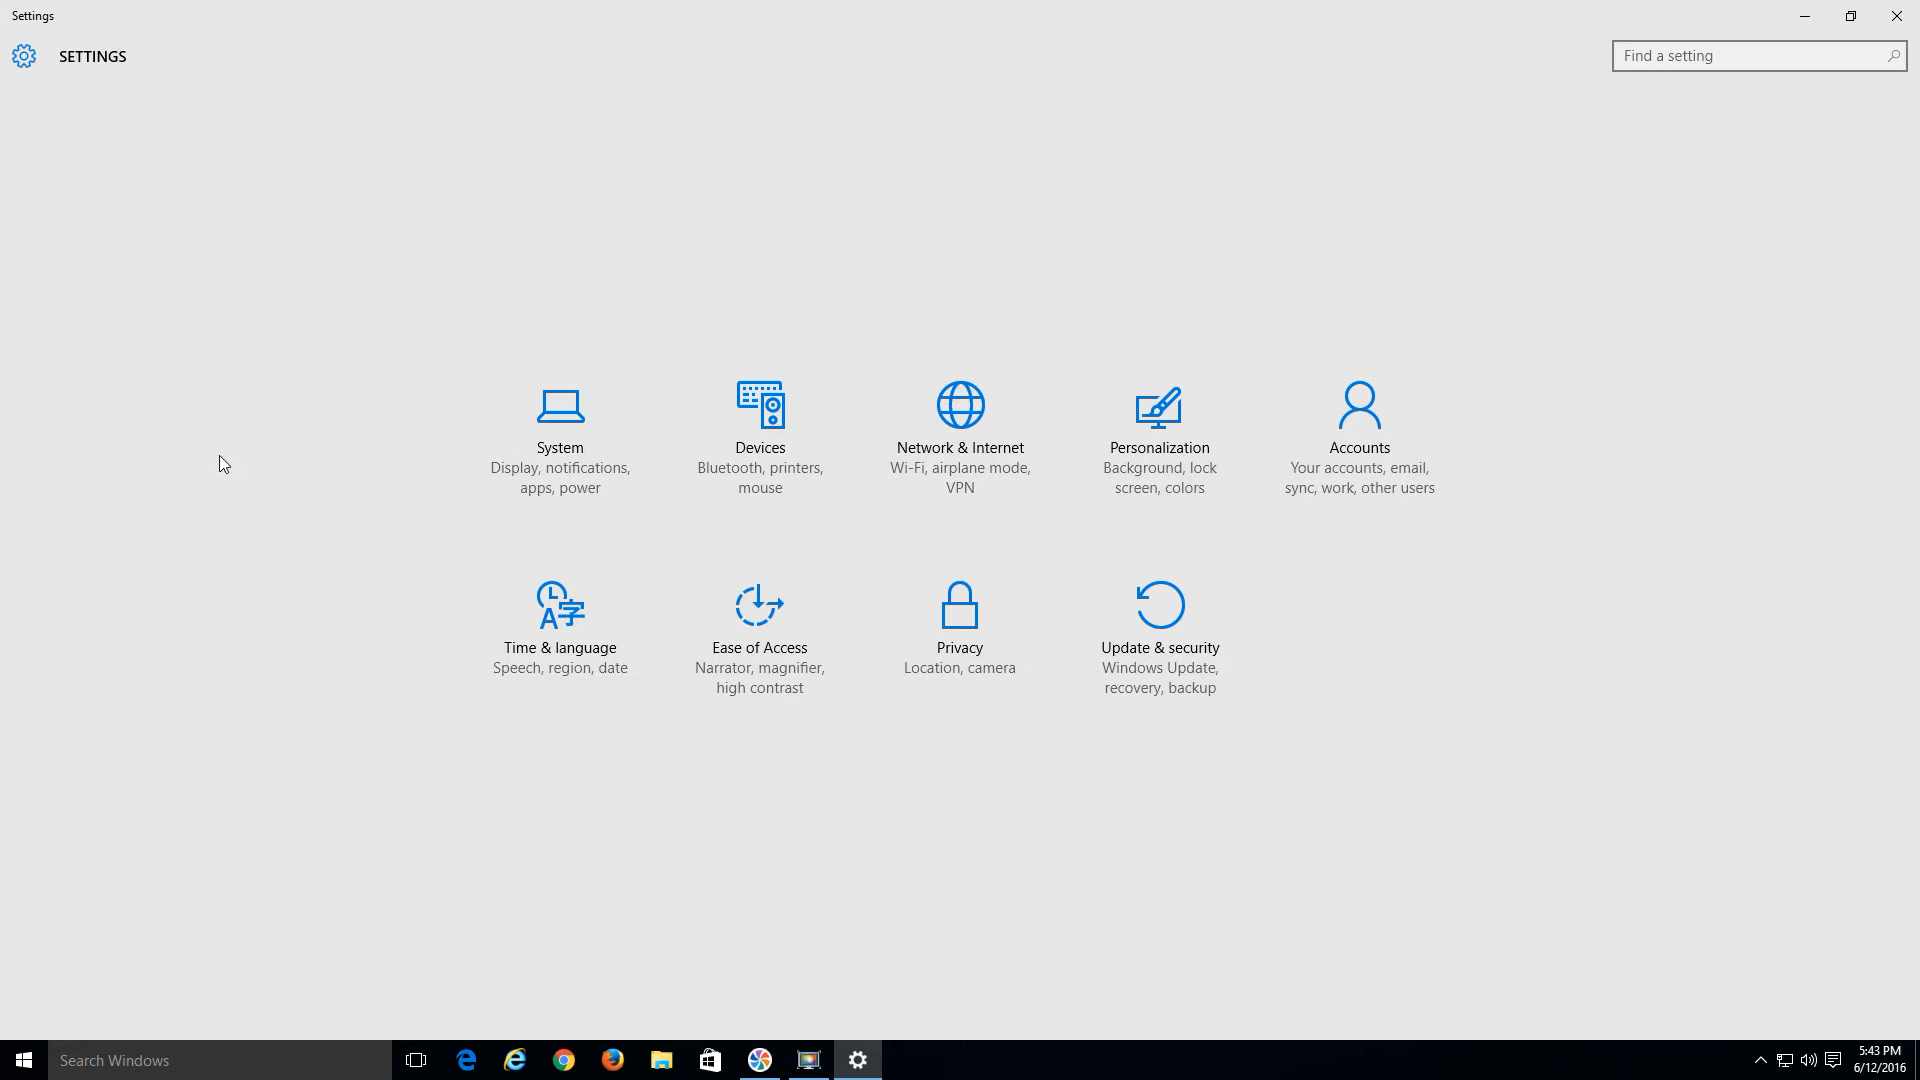 Settings
SETTINGS
Find a setting
System
Display, notifications,
apps, power
Devices
Bluetooth, printers,
mouse
Network & Internet
Wi-Fi, airplane mode,
VPN
Personalization
Background, lock
screen, colors
Accounts
Your accounts, email,
sync, work, other users
A字
Time & language
Speech, region, date
Ease of Access
Narrator, magnifier,
high contrast
Privacy
Location, camera
Update & security
Windows Update,
recovery, backup
Search Windows
5:43 PM
6/12/2016